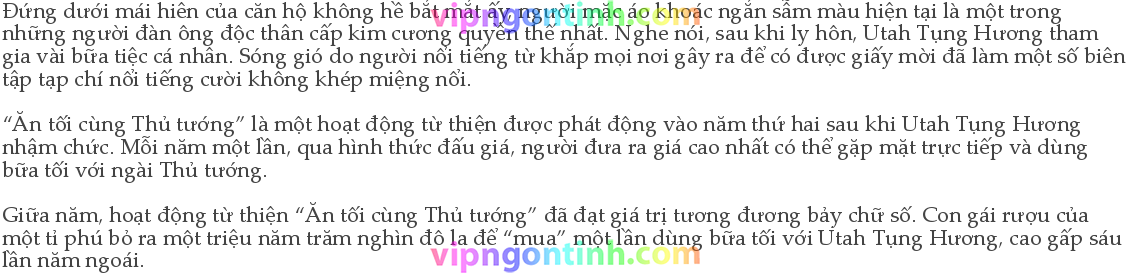 Đứng dưới mái hiên của căn hộ không hề bắt mắt ấy người mặc áo khoác ngắn sẫm màu hiện tại là một trong
những người đàn ông độc thân cấp kim cương quyền thế nhất. Nghe nói, sau khi ly hôn, Utah Tụng Hương tham
gia vài bữa tiệc cá nhân. Sóng gió do người nổi tiếng từ khắp mọi nơi gây ra để có được giấy mời đã làm một số biên
tập tạp chí nổi tiếng cười không khép miệng nổi.
“Ăn tối cùng Thủ tướng” là một hoạt động từ thiện được phát động vào năm thứ hai sau khi Utah Tụng Hương
nhậm chức. Mỗi năm một lần, qua hình thức đấu giá, người đưa ra giá cao nhất có thể gặp mặt trực tiếp và dùng
bữa tối với ngài Thủ tướng.
Giữa năm, hoạt động từ thiện “Ăn tối cùng Thủ tướng” đã đạt giá trị tương đương bảy chữ số. Con gái rượu của
một tỉ phú bỏ ra một triệu năm trăm nghìn đô la để “mua” một lần dùng bữa tối với Utah Tụng Hương, cao gấp sáu
lần năm ngoái.
vipngontinh.com
vipngontinh.com